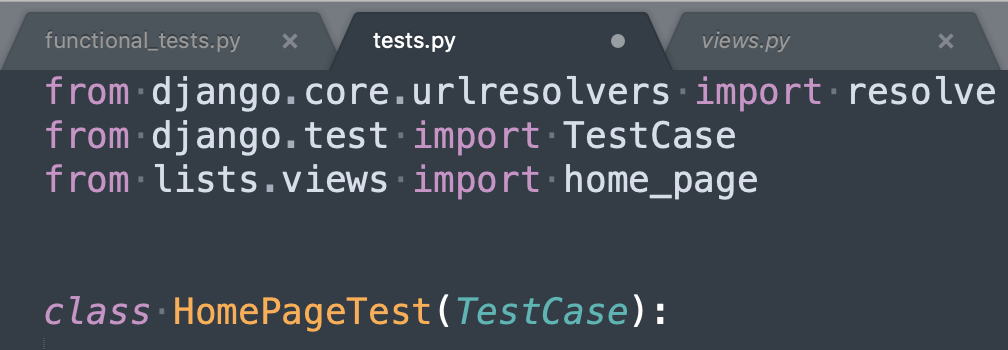 functional_tests.py
tests.py
views.py
from django.core.urlresolvers import resolve
from django.test import TestCase
from lists.views import home_page
class HomePageTest(TestCase):